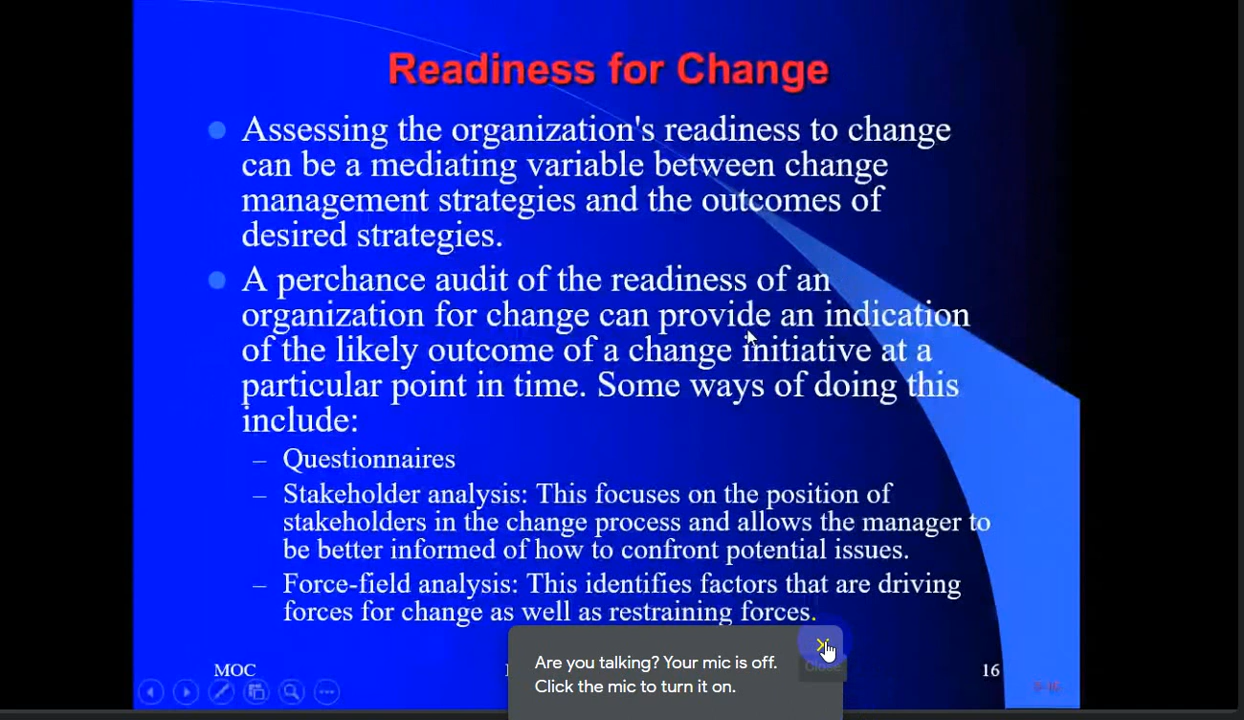 Readiness for Change
Assessing the organization's readiness to change
can be a mediating variable between change
management strategies and the outcomes of
desired strategies.
A perchance audit of the readiness of an
organization for change can provide an indication
of the likely outcome of a change initiative at a
particular point in time. Some ways of doing this
include:
– Questionnaires
– Stakeholder analysis: This focuses on the position of
stakeholders in the change process and allows the manager to
be better informed of how to confront potential issues.
– Force-field analysis: This identifies factors that are driving
forces for change as well as restraining forces.
Are you talking? Your mic is off.
Click the mic to turn it on.
Close
MOC
16